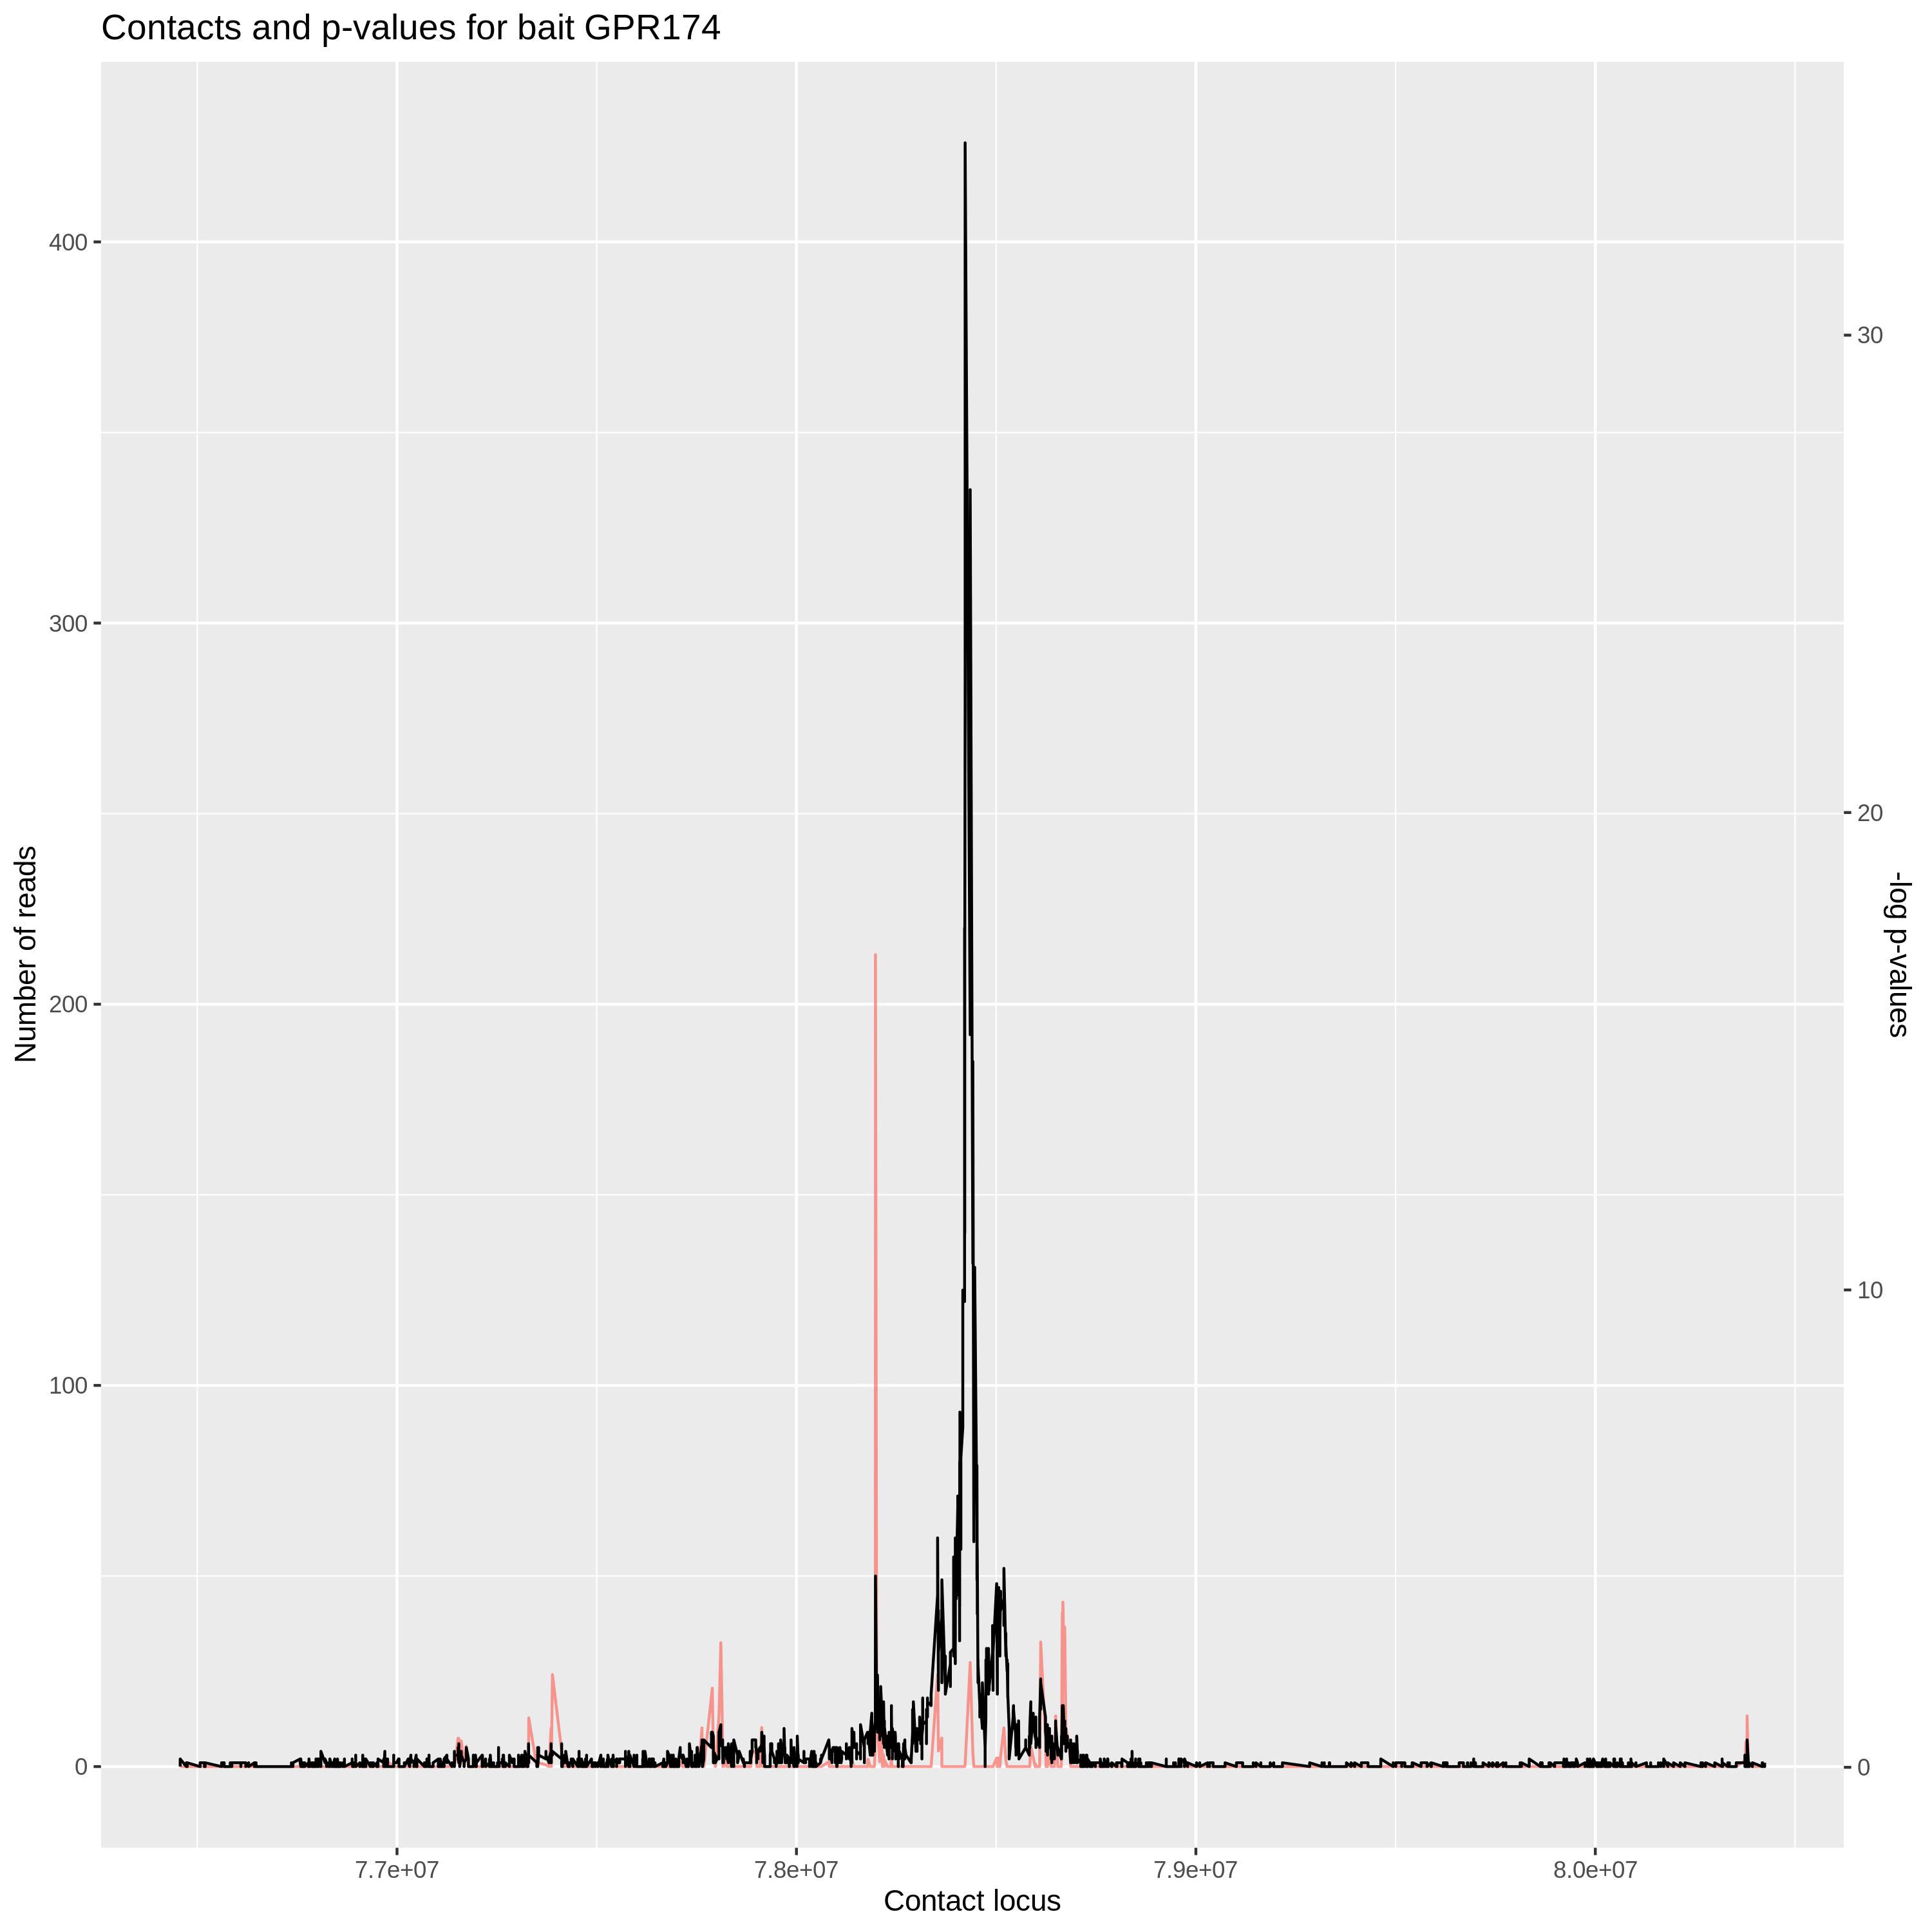 Contacts and p-values for bait GPR174
400
300
200
100
0
Number of reads
30
20
10
0
-log p-values
7.7e+07 7.8e+07 7.9e+07 8.0e+07
Contact locus